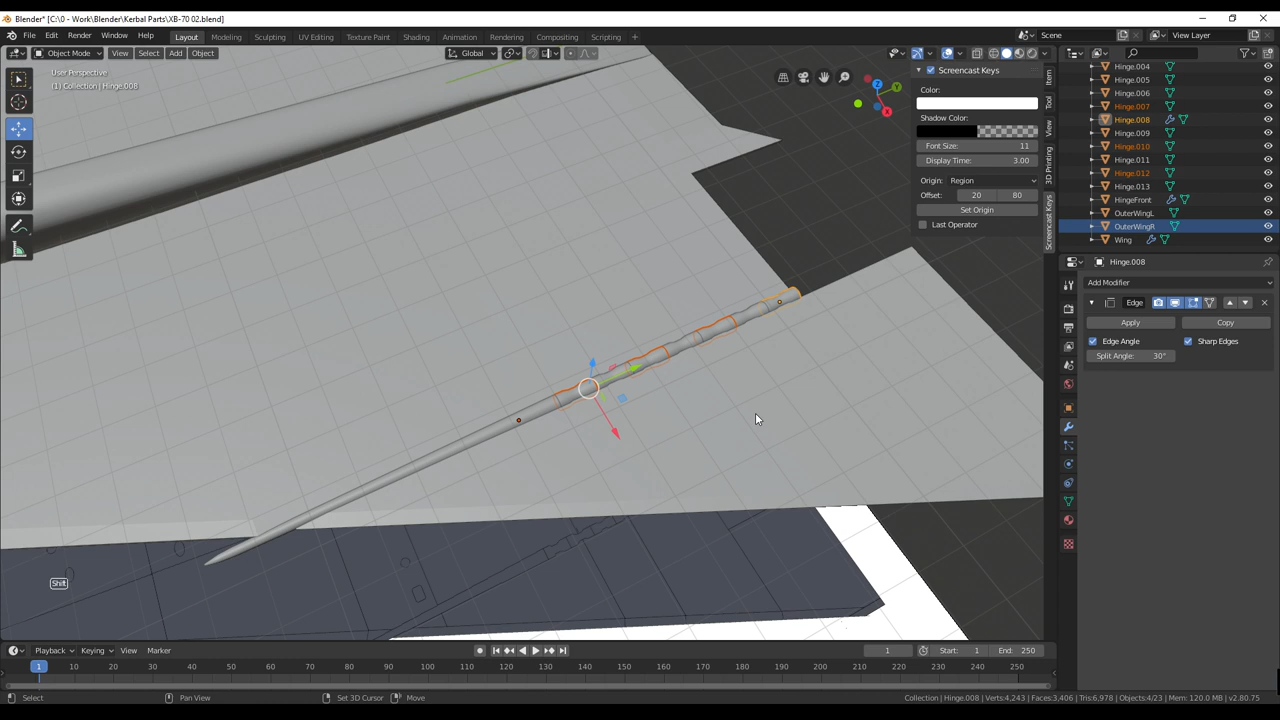 Blender* [C:\0 - Work\Blender\Kerbal Parts\XB-70 02.blend]
File Edit Render Window Help Layout Modeling Sculpting UV Editing Texture Paint Shading Animation Rendering Compositing Scripting + Scene View Layer
Object Mode View Select Add Object Global
User Perspective
(1) Collection | Hinge.008
Screencast Keys
Color:
Shadow Color:
Font Size: 11
Display Time: 3.00
Origin: Region
Offset: 20 80
Set Origin
Last Operator
Item
Tool
View
3D Printing
Screencast Keys
Hinge.004
Hinge.005
Hinge.006
Hinge.007
Hinge.008
Hinge.009
Hinge.010
Hinge.011
Hinge.012
Hinge.013
HingeFront
OuterWingL
OuterWingR
Wing
Hinge.008
Add Modifier
Edge
Apply Copy
Edge Angle Sharp Edges
Split Angle: 30°
X
Y
Z
Shift
Playback Keying View Marker 1 Start: 1 End: 250
1 10 20 30 40 50 60 70 80 90 100 110 120 130 140 150 160 170 180 190 200 210 220 230 240 250
Select Pan View Set 3D Cursor Move Collection | Hinge.008 | Verts:4,243 | Faces:3,406 | Tris:6,978 | Objects:4/23 | Mem: 120.0 MB | v2.80.75